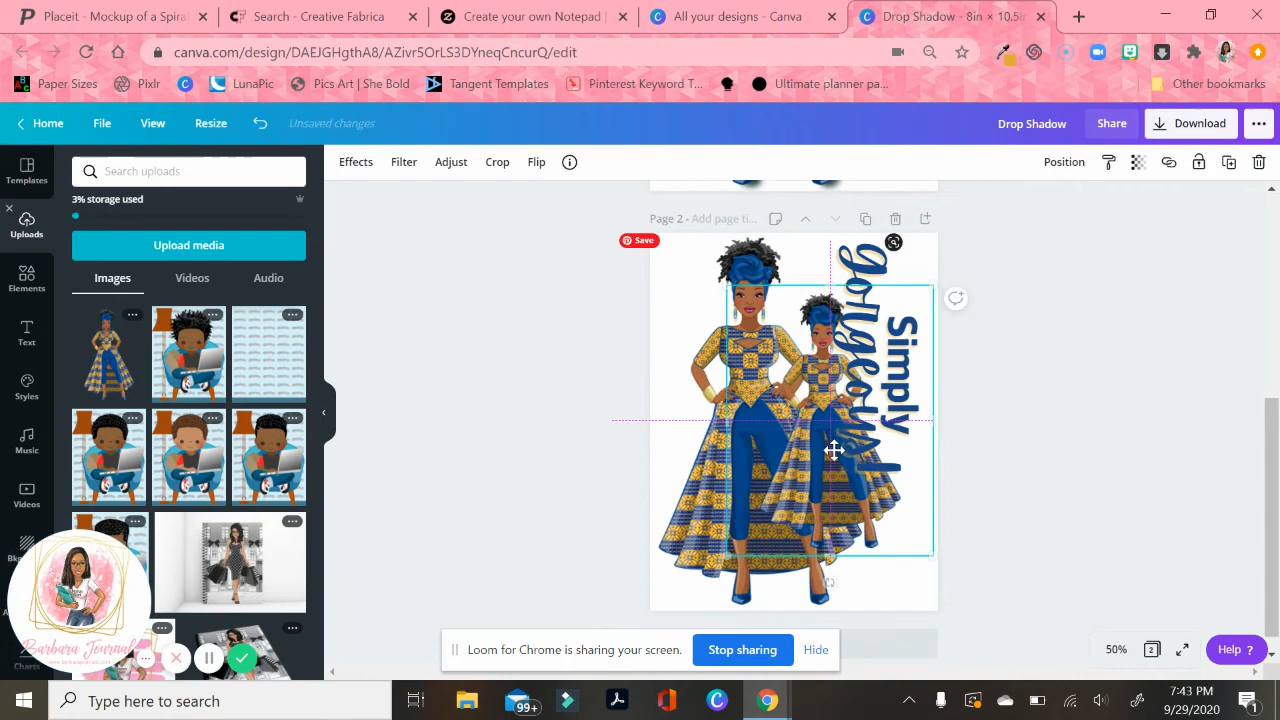 Placeit - Mockup of a Spira
Search - Creative Fabrica
Create your own Notepad |
All your designs - Canva
Drop Shadow - 8in × 10.5in
canva.com/design/DAEJGHgthA8/AZivr5OrLS3DYneqCncurQ/edit
Paper Sizes
Pixlr
LunaPic
Pics Art | She Bold
Tangent Templates
Pinterest Keyword T...
Ultimate planner pa...
Other bookmarks
Home
File
View
Resize
Unsaved changes
Drop Shadow
Share
Download
Templates
Uploads
Elements
Text
Styles
Music
Videos
Charts
Search uploads
3% storage used
Upload media
Images
Videos
Audio
Effects
Filter
Adjust
Crop
Flip
Position
Page 2 - Add page ti...
Save
Simply
Barbara Journal
Loom for Chrome is sharing your screen.
Stop sharing
Hide
50%
2
Help ?
Type here to search
99+
7:43 PM
9/29/2020
1